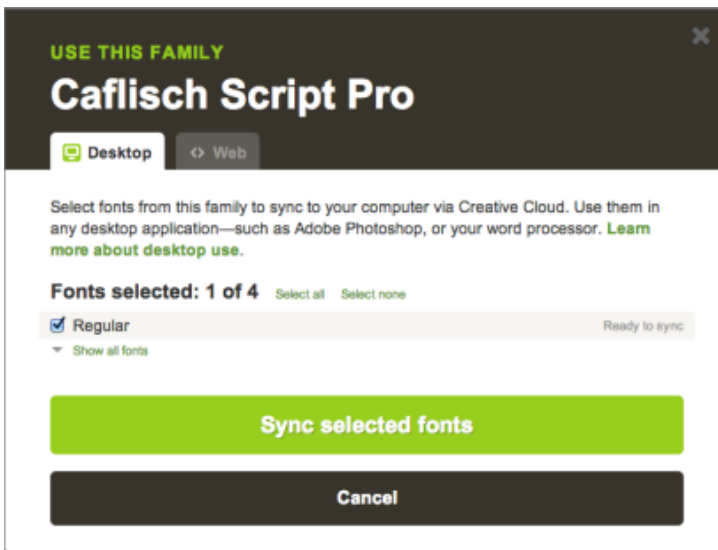 USE THIS FAMILY
Caflisch Script Pro
Desktop
<> Web
Select fonts from this family to sync to your computer via Creative Cloud. Use them in
any desktop application—such as Adobe Photoshop, or your word processor. Learn
more about desktop use.
Fonts selected: 1 of 4 Select all Select none
Regular Ready to sync
Show all fonts
Sync selected fonts
Cancel